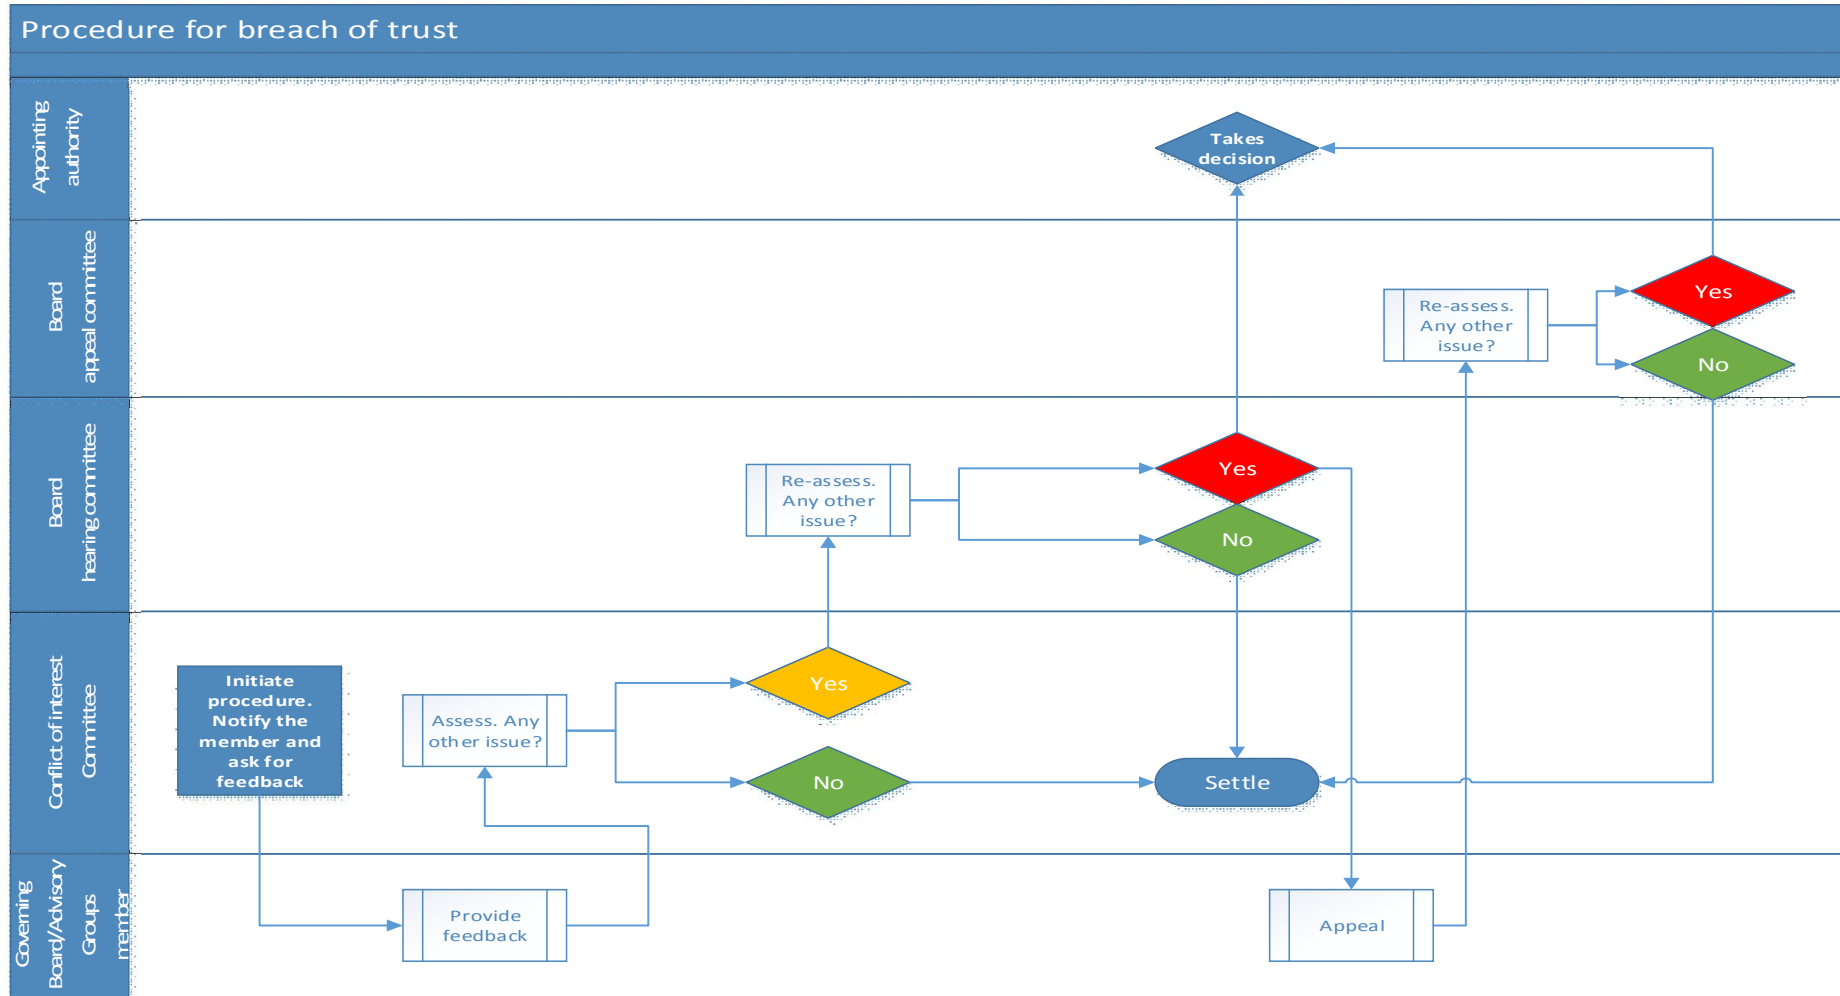 Procedure for breach of trust
Appointing
authority
Takes
decision
Board
appeal committee
Re-assess.
Any other
issue?
Yes
No
Board
hearing committee
Re-assess.
Any other
issue?
Yes
No
Conflict of interest
Committee
Initiate
procedure.
Notify the
member and
ask for
feedback
Assess. Any
other issue?
Yes
No
Settle
Governing
Board/Advisory
Groups
member
Provide
feedback
Appeal